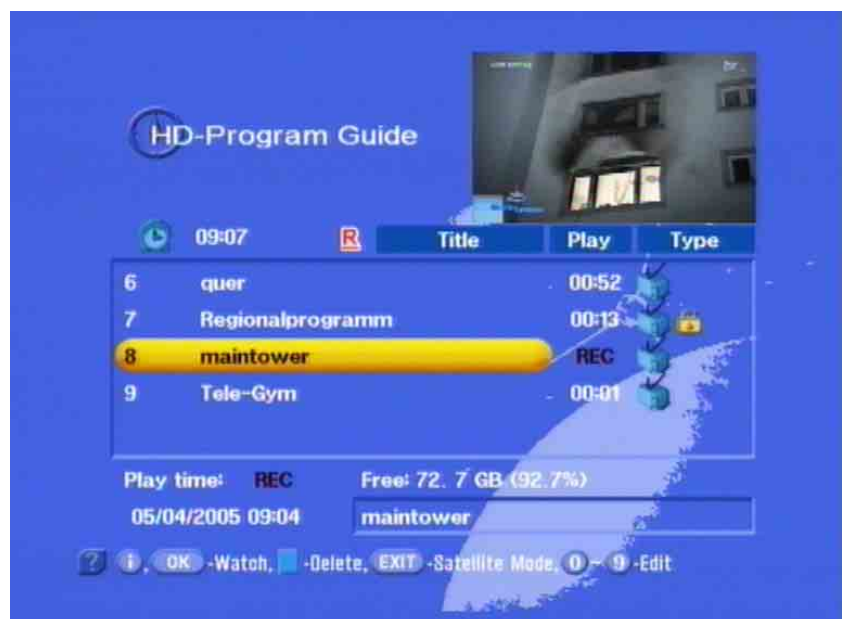 HD-Program Guide
09:07 R Title Play Type
6 quer 00:52
7 Regionalprogramm 00:13
8 maintower REC
9 Tele-Gym 00:01
Play time: REC Free: 72. 7 GB (92.7%)
05/04/2005 09:04 maintower
? i, OK -Watch, -Delete, EXIT -Satellite Mode, 0 ~ 9 -Edit